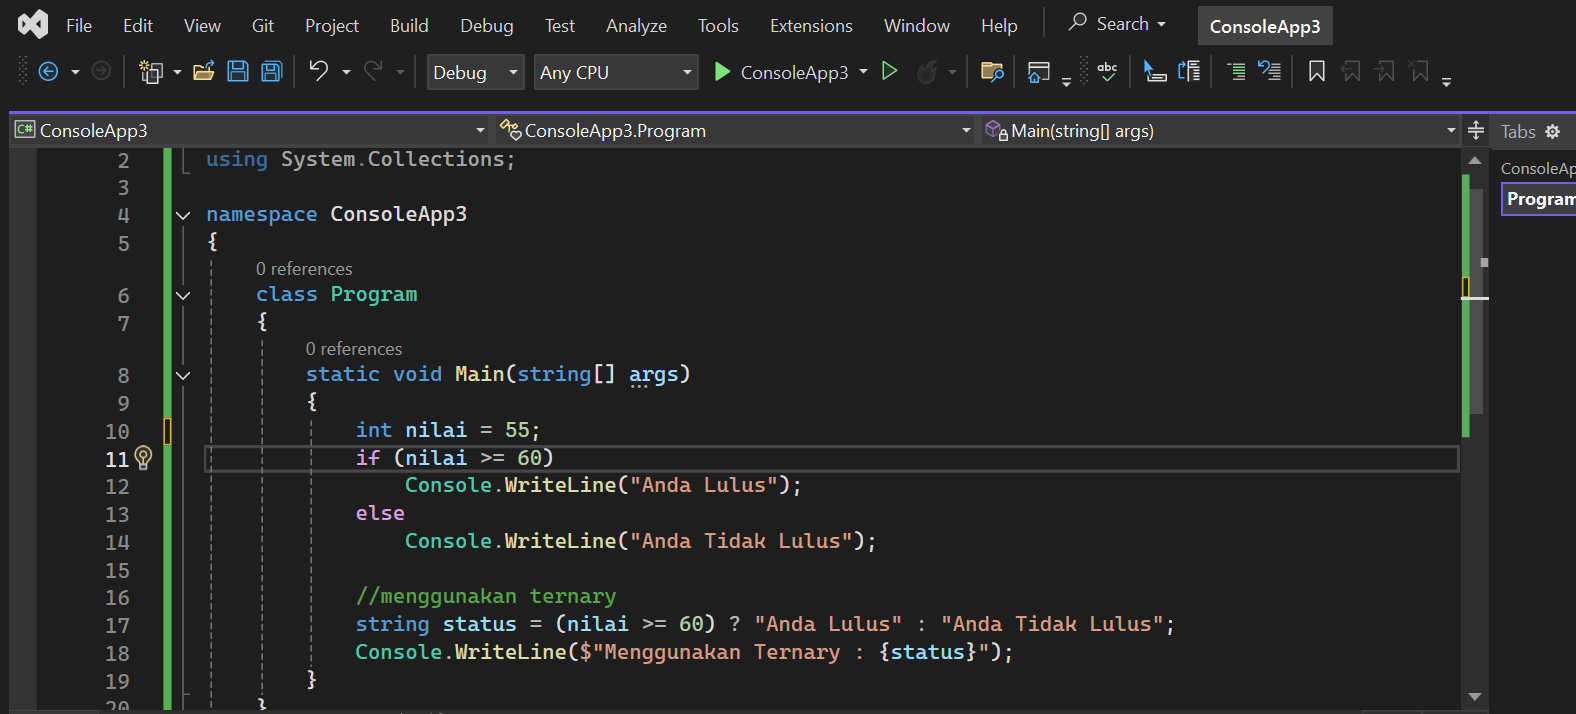 File Edit View Git Project Build Debug Test Analyze Tools Extensions Window Help Search ConsoleApp3
Debug Any CPU ConsoleApp3 abc
C# ConsoleApp3 ConsoleApp3.Program Main(string[] args) Tabs
2 using System.Collections;
ConsoleAp
3
Program
4 namespace ConsoleApp3
5 {
0 references
6 class Program
7 {
0 references
8 static void Main(string[] args)
9 {
10 int nilai = 55;
11 if (nilai >= 60)
12 Console.WriteLine("Anda Lulus");
13 else
14 Console.WriteLine("Anda Tidak Lulus");
15
16 //menggunakan ternary
17 string status = (nilai >= 60) ? "Anda Lulus" : "Anda Tidak Lulus";
18 Console.WriteLine($"Menggunakan Ternary : {status}");
19 }
20 }